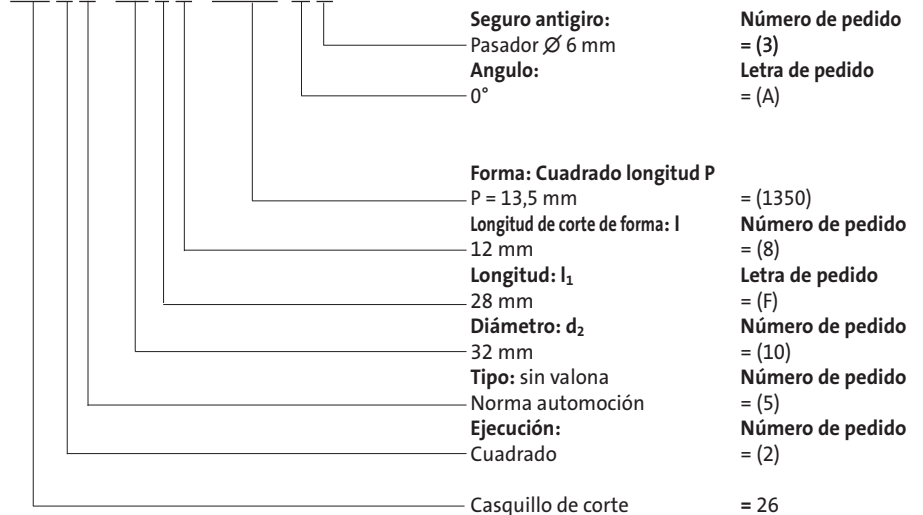 Seguro antigiro: Número de pedido
Pasador Ø 6 mm = (3)
Angulo: Letra de pedido
0° = (A)
Forma: Cuadrado longitud P
P = 13,5 mm = (1350)
Longitud de corte de forma: l Número de pedido
12 mm = (8)
Longitud: l₁ Letra de pedido
28 mm = (F)
Diámetro: d₂ Número de pedido
32 mm = (10)
Tipo: sin valona Número de pedido
Norma automoción = (5)
Ejecución: Número de pedido
Cuadrado = (2)
Casquillo de corte = 26